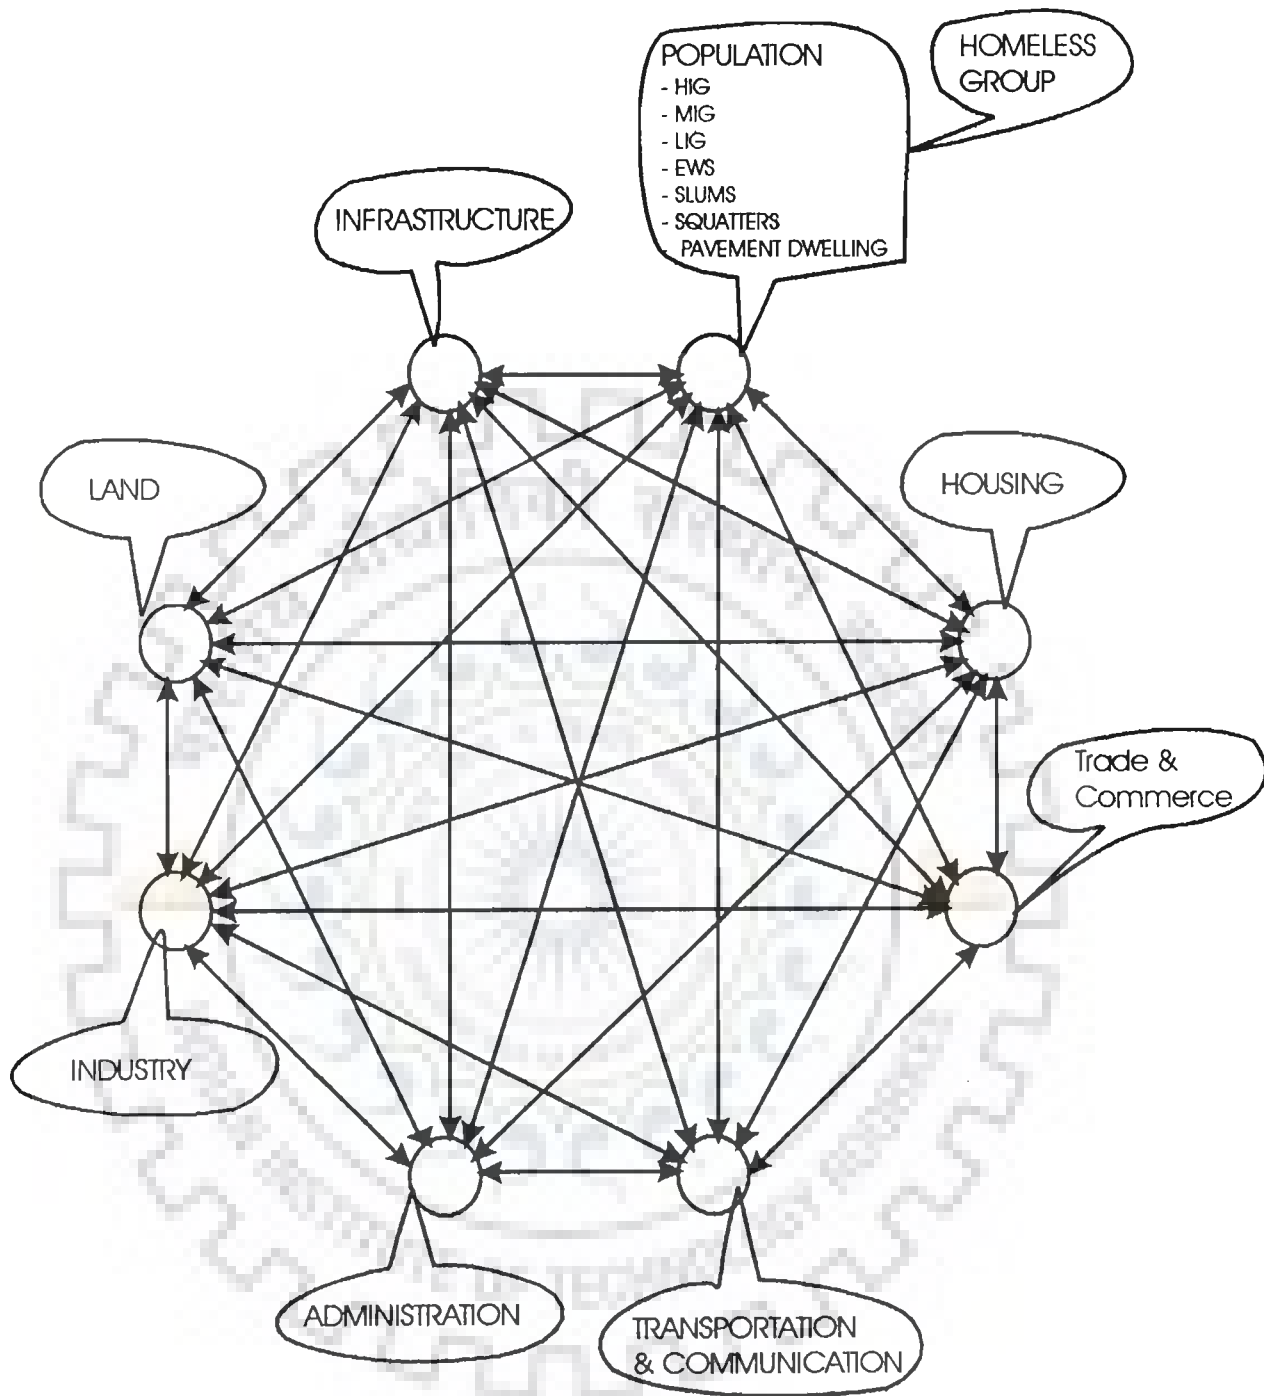 POPULATION
- HIG
- MIG
- LIG
- EWS
- SLUMS
- SQUATTERS
- PAVEMENT DWELLING
HOMELESS
GROUP
INFRASTRUCTURE
LAND
HOUSING
Trade &
Commerce
INDUSTRY
ADMINISTRATION
TRANSPORTATION
& COMMUNICATION